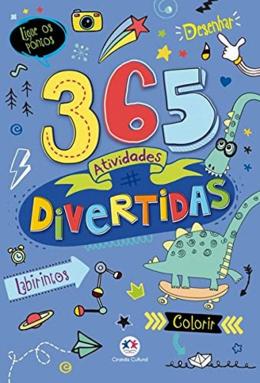 Ligue os
pontos
Desenhar
365
Atividades
#
Divertidas
Labirintos
Colorir
Ciranda Cultural